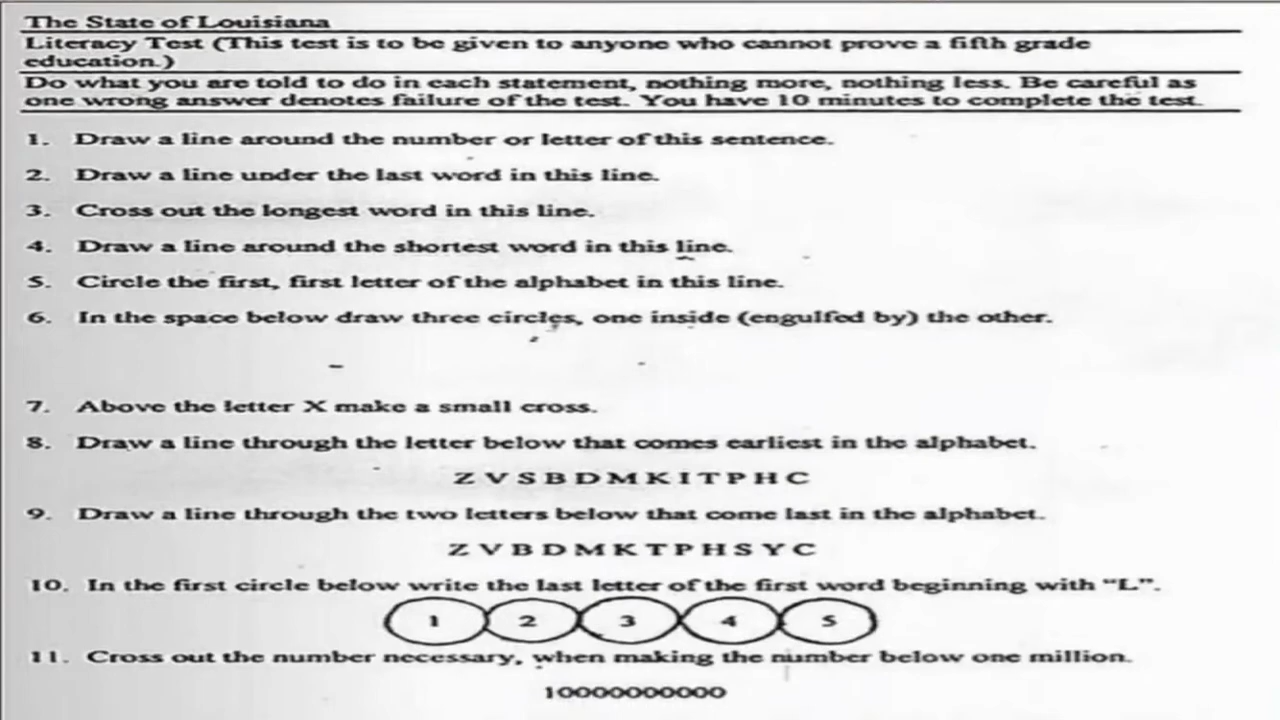 The State of Louisiana
Literacy Test (This test is to be given to anyone who cannot prove a fifth grade
education.)
Do what you are told to do in each statement, nothing more, nothing less. Be careful as
one wrong answer denotes failure of the test. You have 10 minutes to complete the test.
1. Draw a line around the number or letter of this sentence.
2. Draw a line under the last word in this line.
3. Cross out the longest word in this line.
4. Draw a line around the shortest word in this line.
5. Circle the first, first letter of the alphabet in this line.
6. In the space below draw three circles, one inside (engulfed by) the other.
7. Above the letter X make a small cross.
8. Draw a line through the letter below that comes earliest in the alphabet.
Z V S B D M K I T P H C
9. Draw a line through the two letters below that come last in the alphabet.
Z V B D M K T P H S Y C
10. In the first circle below write the last letter of the first word beginning with “L”.
1 2 3 4 5
11. Cross out the number necessary, when making the number below one million.
10000000000